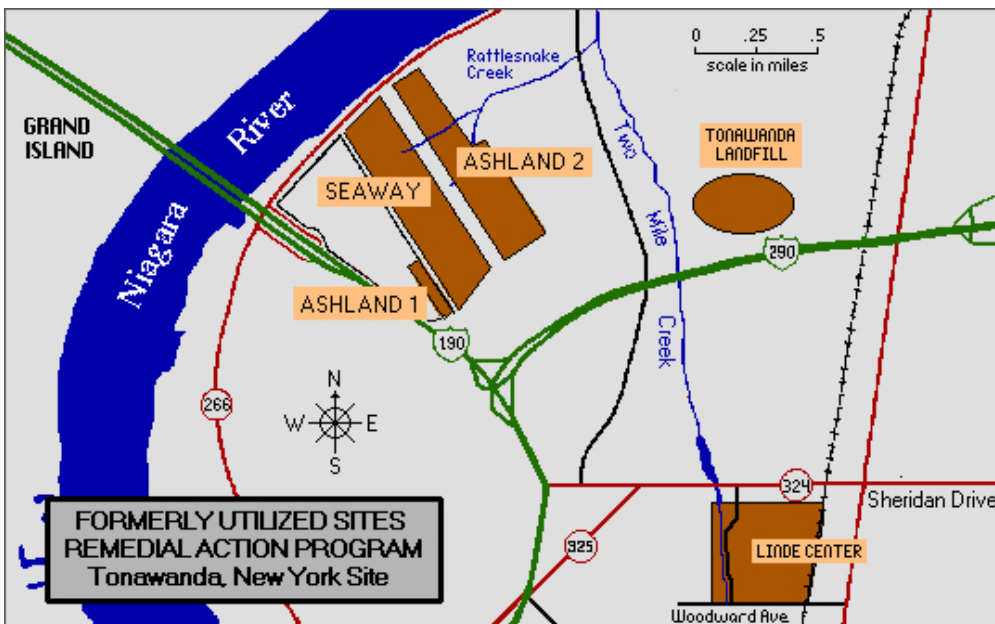 Rattlesnake
Creek
0 .25 .5
scale in miles
GRAND
ISLAND
Niagara River
TONAWANDA
LANDFILL
ASHLAND 2
SEAWAY
Two Mile Creek
290
ASHLAND 1
190
266
N
W E
S
324
Sheridan Drive
FORMERLY UTILIZED SITES
REMEDIAL ACTION PROGRAM
Tonawanda, New York Site
925
LINDE CENTER
Woodward Ave.